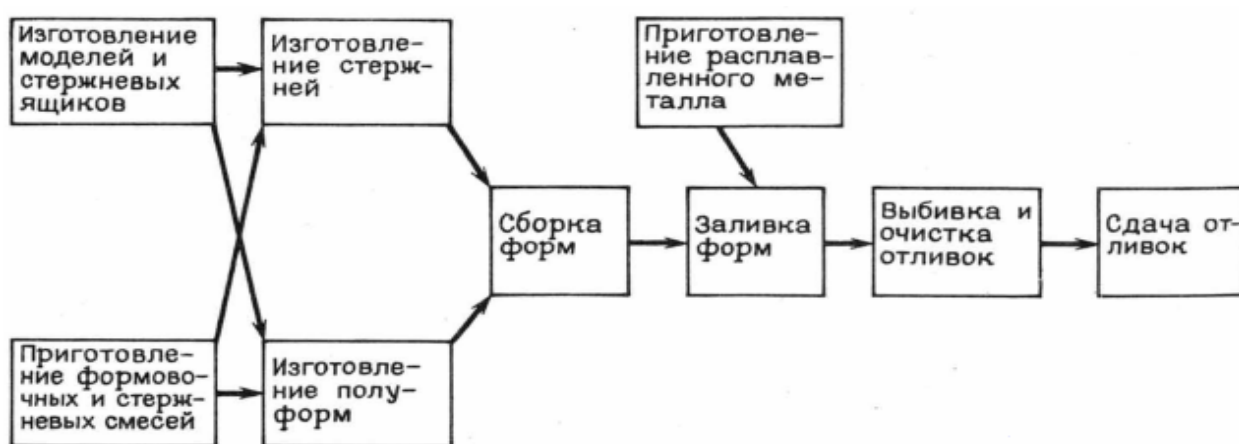 Изготовление
моделей и
стержневых
ящиков
Изготовле-
ние стерж-
ней
Приготовле-
ние расплав-
ленного ме-
талла
Сборка
форм
Заливка
форм
Выбивка и
очистка
отливок
Сдача от-
ливок
Приготовле-
ние формово-
чных и стерж-
невых смесей
Изготовле-
ние полу-
форм